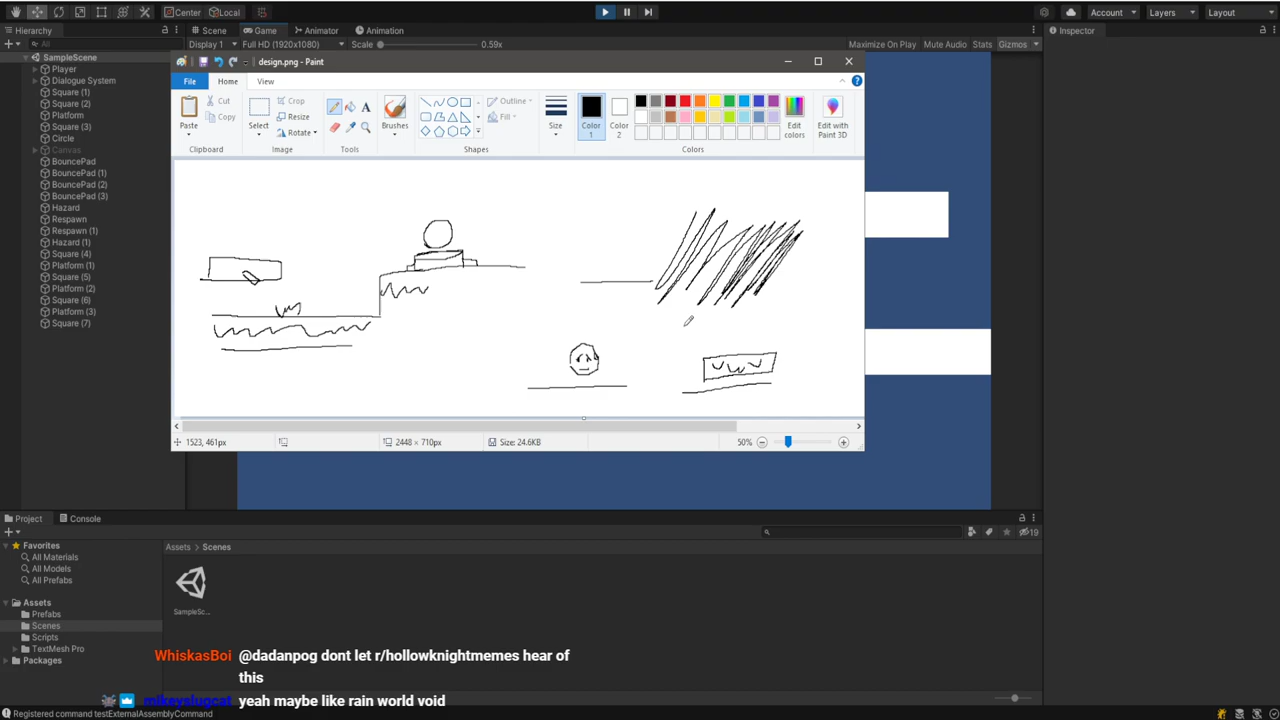 Center
Local
Account
Layers
Layout
Hierarchy
Scene
Game
Animator
Animation
Inspector
All
Display 1
Full HD (1920x1080)
Scale
0.59x
Maximize On Play
Mute Audio
Stats
Gizmos
SampleScene
Player
Dialogue System
Square (1)
Square (2)
Platform
Square (3)
Circle
Canvas
BouncePad
BouncePad (1)
BouncePad (2)
BouncePad (3)
Hazard
Respawn
Respawn (1)
Hazard (1)
Square (4)
Platform (1)
Square (5)
Platform (2)
Square (6)
Platform (3)
Square (7)
design.png - Paint
File
Home
View
Paste
Cut
Copy
Clipboard
Select
Crop
Resize
Rotate
Image
A
Tools
Brushes
Outline
Fill
Shapes
Size
Color 1
Color 2
Edit colors
Colors
Edit with Paint 3D
1523, 461px
2448 × 710px
Size: 24.6KB
50%
Project
Console
19
Favorites
All Materials
All Models
All Prefabs
Assets
Prefabs
Scenes
Scripts
TextMesh Pro
Packages
Assets > Scenes
SampleSc...
WhiskasBoi @dadanpog dont let r/hollowknightmemes hear of
this
mikeyslugcat yeah maybe like rain world void
Registered command testExternalAssemblyCommand